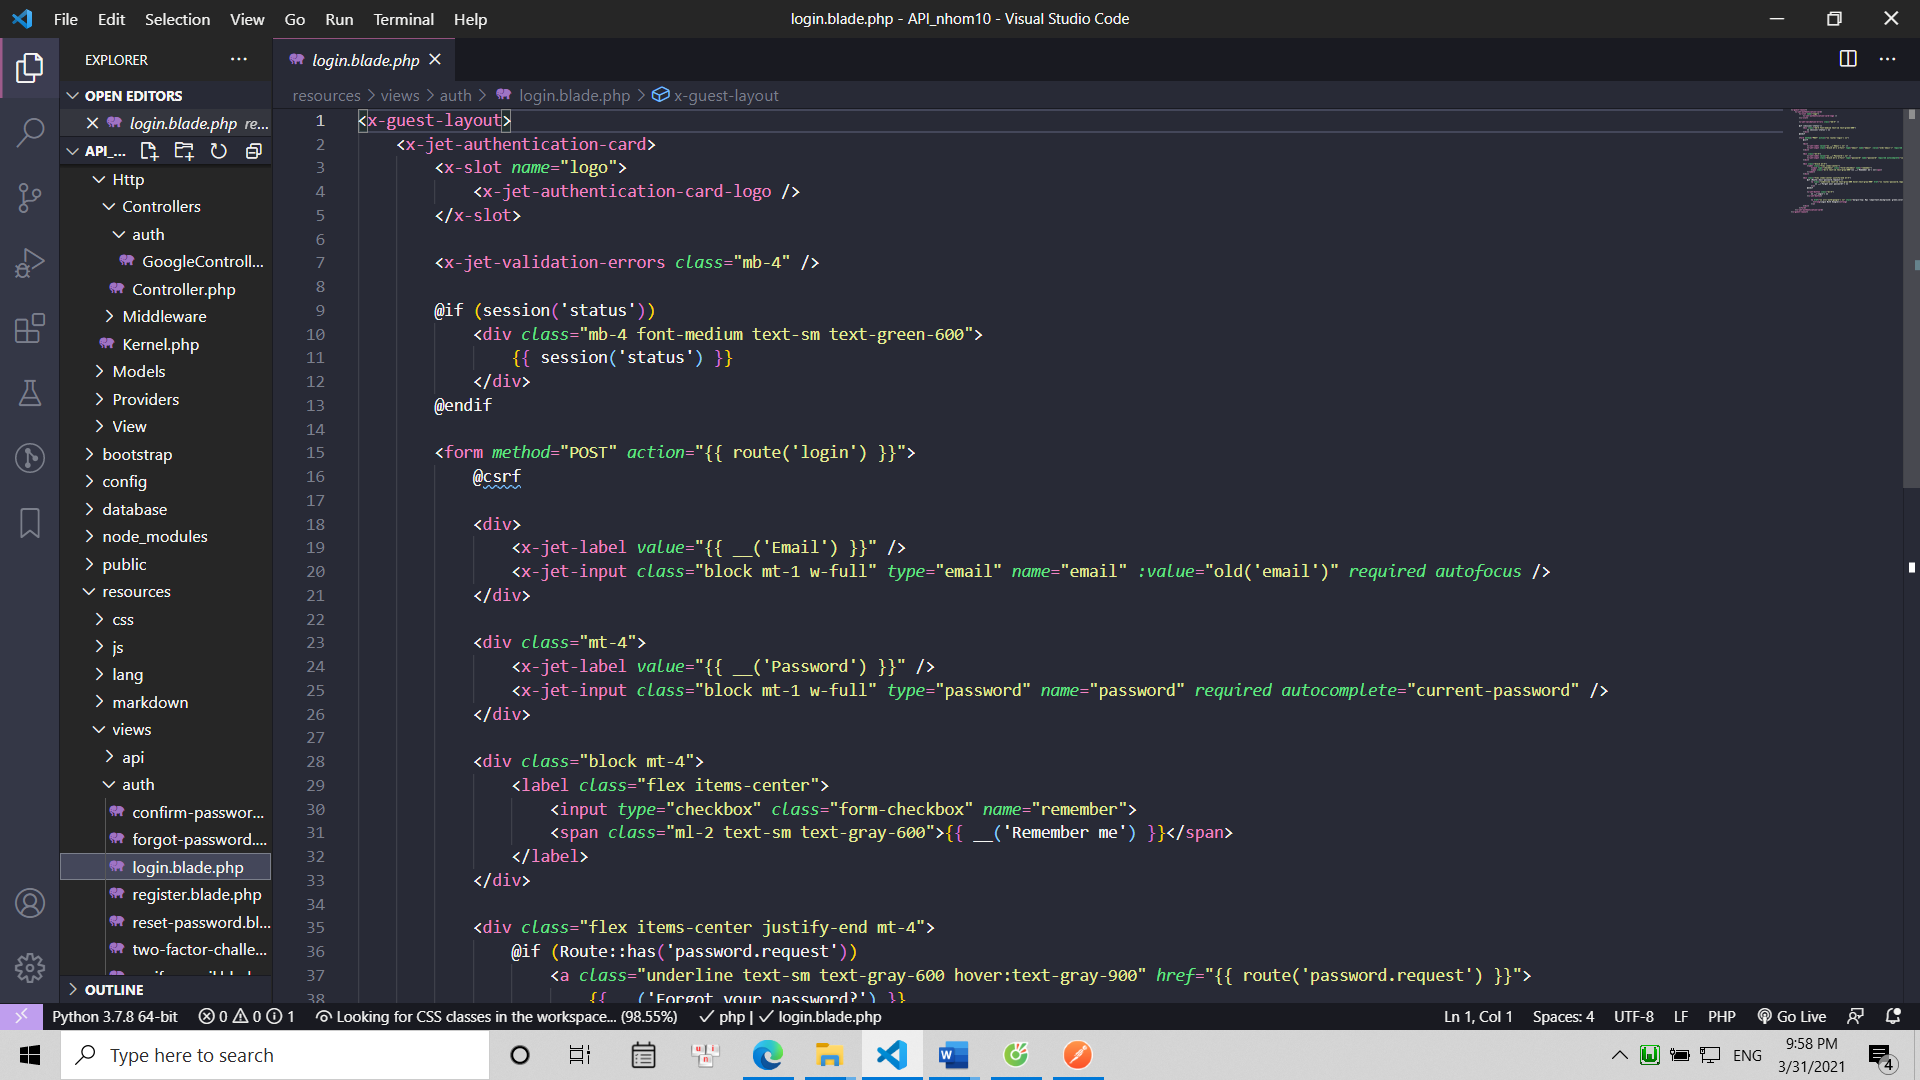 File Edit Selection View Go Run Terminal Help
login.blade.php - API_nhom10 - Visual Studio Code
EXPLORER
OPEN EDITORS
login.blade.php re...
API_...
Http
Controllers
auth
GoogleControll...
Controller.php
Middleware
Kernel.php
Models
Providers
View
bootstrap
config
database
node_modules
public
resources
css
js
lang
markdown
views
api
auth
confirm-passwor...
forgot-password....
login.blade.php
register.blade.php
reset-password.bl...
two-factor-challe...
OUTLINE
login.blade.php
resources > views > auth > login.blade.php > x-guest-layout
1 <x-guest-layout>
2 <x-jet-authentication-card>
3 <x-slot name="logo">
4 <x-jet-authentication-card-logo />
5 </x-slot>
6
7 <x-jet-validation-errors class="mb-4" />
8
9 @if (session('status'))
10 <div class="mb-4 font-medium text-sm text-green-600">
11 {{ session('status') }}
12 </div>
13 @endif
14
15 <form method="POST" action="{{ route('login') }}">
16 @csrf
17
18 <div>
19 <x-jet-label value="{{ __('Email') }}" />
20 <x-jet-input class="block mt-1 w-full" type="email" name="email" :value="old('email')" required autofocus />
21 </div>
22
23 <div class="mt-4">
24 <x-jet-label value="{{ __('Password') }}" />
25 <x-jet-input class="block mt-1 w-full" type="password" name="password" required autocomplete="current-password" />
26 </div>
27
28 <div class="block mt-4">
29 <label class="flex items-center">
30 <input type="checkbox" class="form-checkbox" name="remember">
31 <span class="ml-2 text-sm text-gray-600">{{ __('Remember me') }}</span>
32 </label>
33 </div>
34
35 <div class="flex items-center justify-end mt-4">
36 @if (Route::has('password.request'))
37 <a class="underline text-sm text-gray-600 hover:text-gray-900" href="{{ route('password.request') }}">
38 {{ __('Forgot your password?') }}
Python 3.7.8 64-bit 0 0 1 Looking for CSS classes in the workspace... (98.55%) php | login.blade.php
Ln 1, Col 1 Spaces: 4 UTF-8 LF PHP Go Live
Type here to search
ENG
9:58 PM
3/31/2021
4